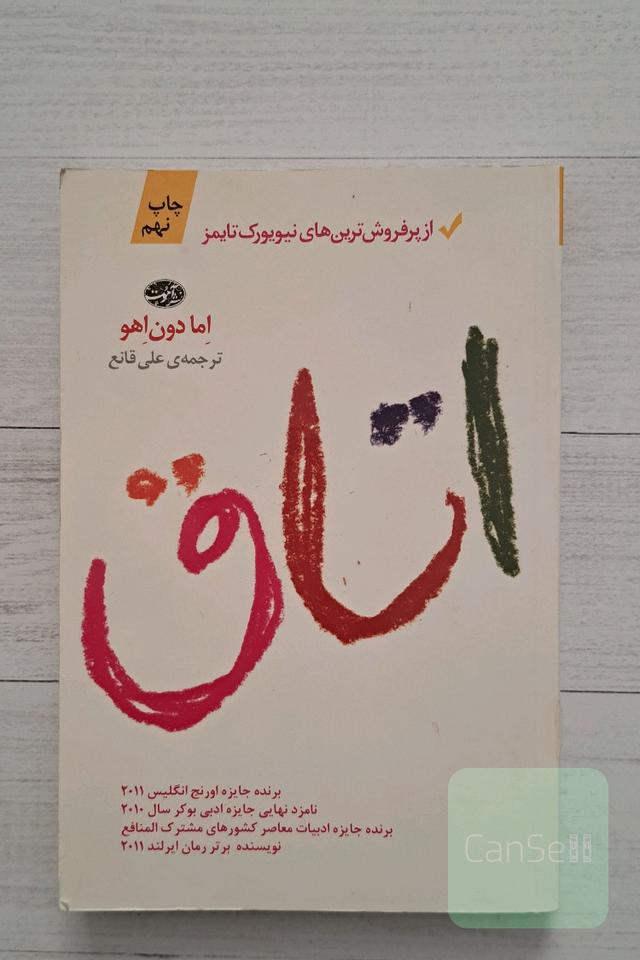 چاپ
نهم
از پرفروش‌ترین‌های نیویورک تایمز
اِما دون‌اِهو
ترجمه‌ی علی قانع
اتاق
برنده جایزه اورنج انگلیس ۲۰۱۱
نامزد نهایی جایزه ادبی بوکر سال ۲۰۱۰
برنده جایزه ادبیات معاصر کشورهای مشترک المنافع
نویسنده برتر رمان ایرلند ۲۰۱۱
CanSell